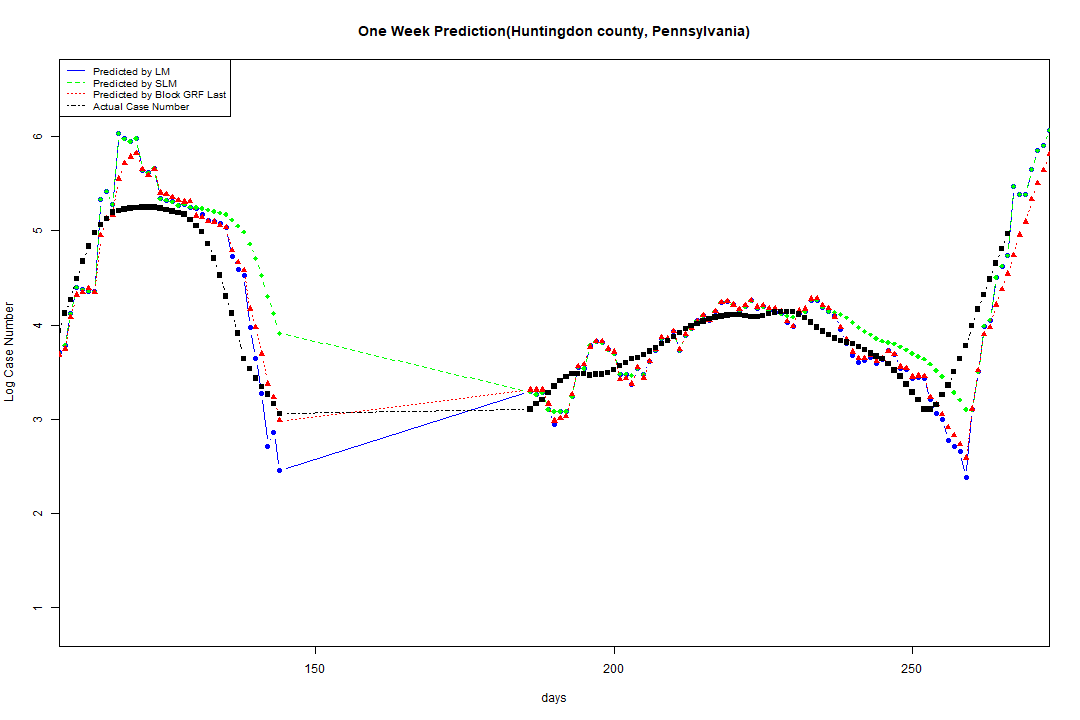 One Week Prediction(Huntingdon county, Pennsylvania)
Predicted by LM
Predicted by SLM
Predicted by Block GRF Last
Actual Case Number
Log Case Number
6
5
4
3
2
1
150
200
250
days